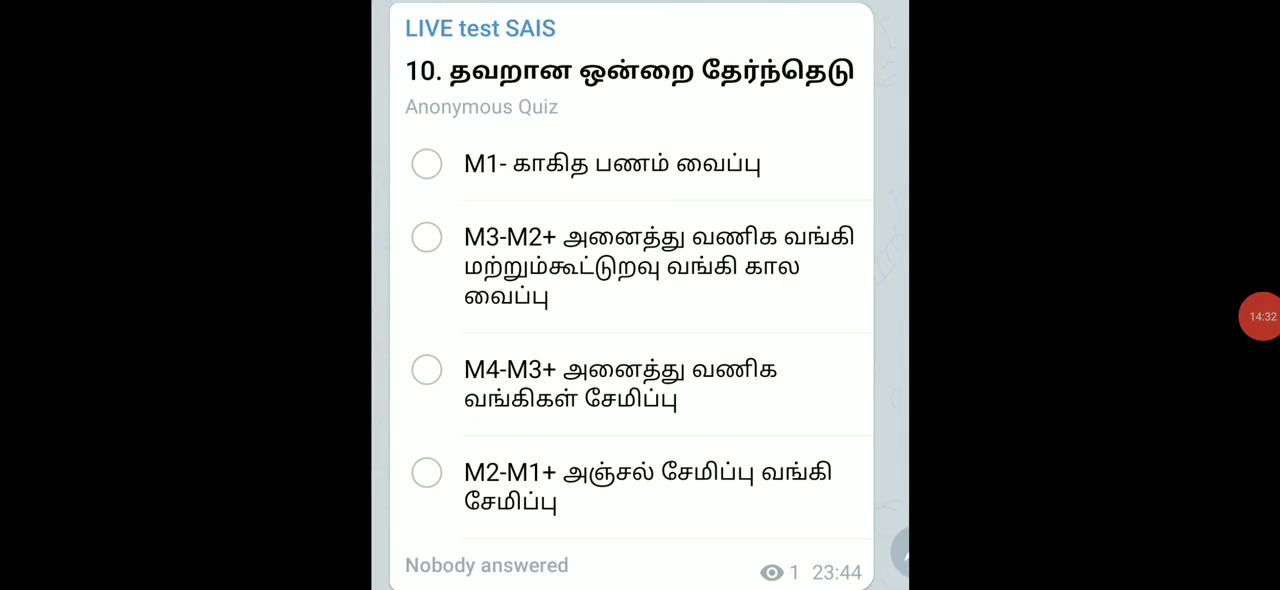 LIVE test SAIS
10. தவறான ஒன்றை தேர்ந்தெடு
Anonymous Quiz
M1- காகித பணம் வைப்பு
M3-M2+ அனைத்து வணிக வங்கி
மற்றும்கூட்டுறவு வங்கி கால
வைப்பு
14:32
M4-M3+ அனைத்து வணிக
வங்கிகள் சேமிப்பு
M2-M1+ அஞ்சல் சேமிப்பு வங்கி
சேமிப்பு
Nobody answered
1 23:44